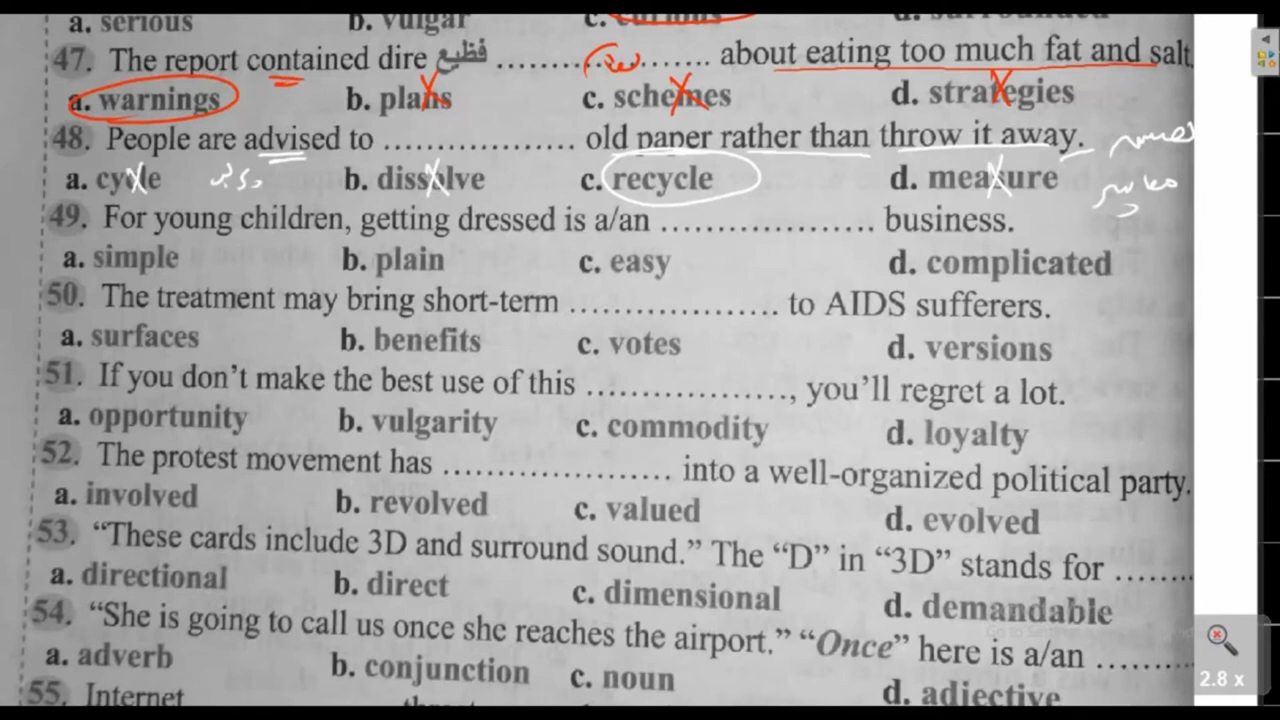 a. serious b. vulgar c. curious d. surrounded
47. The report contained dire فظيع ........................ about eating too much fat and salt
a. warnings b. plans c. schemes d. strategies
48. People are advised to .................... old paper rather than throw it away.
a. cycle b. dissolve c. recycle d. measure
49. For young children, getting dressed is a/an ...................... business.
a. simple b. plain c. easy d. complicated
50. The treatment may bring short-term ..................... to AIDS sufferers.
a. surfaces b. benefits c. votes d. versions
51. If you don't make the best use of this ....................., you'll regret a lot.
a. opportunity b. vulgarity c. commodity d. loyalty
52. The protest movement has ....................... into a well-organized political party.
a. involved b. revolved c. valued d. evolved
53. “These cards include 3D and surround sound.” The “D” in “3D” stands for ........
a. directional b. direct c. dimensional d. demandable
54. “She is going to call us once she reaches the airport.” “Once” here is a/an .........
a. adverb b. conjunction c. noun d. adjective
55. Internet
2.8 x